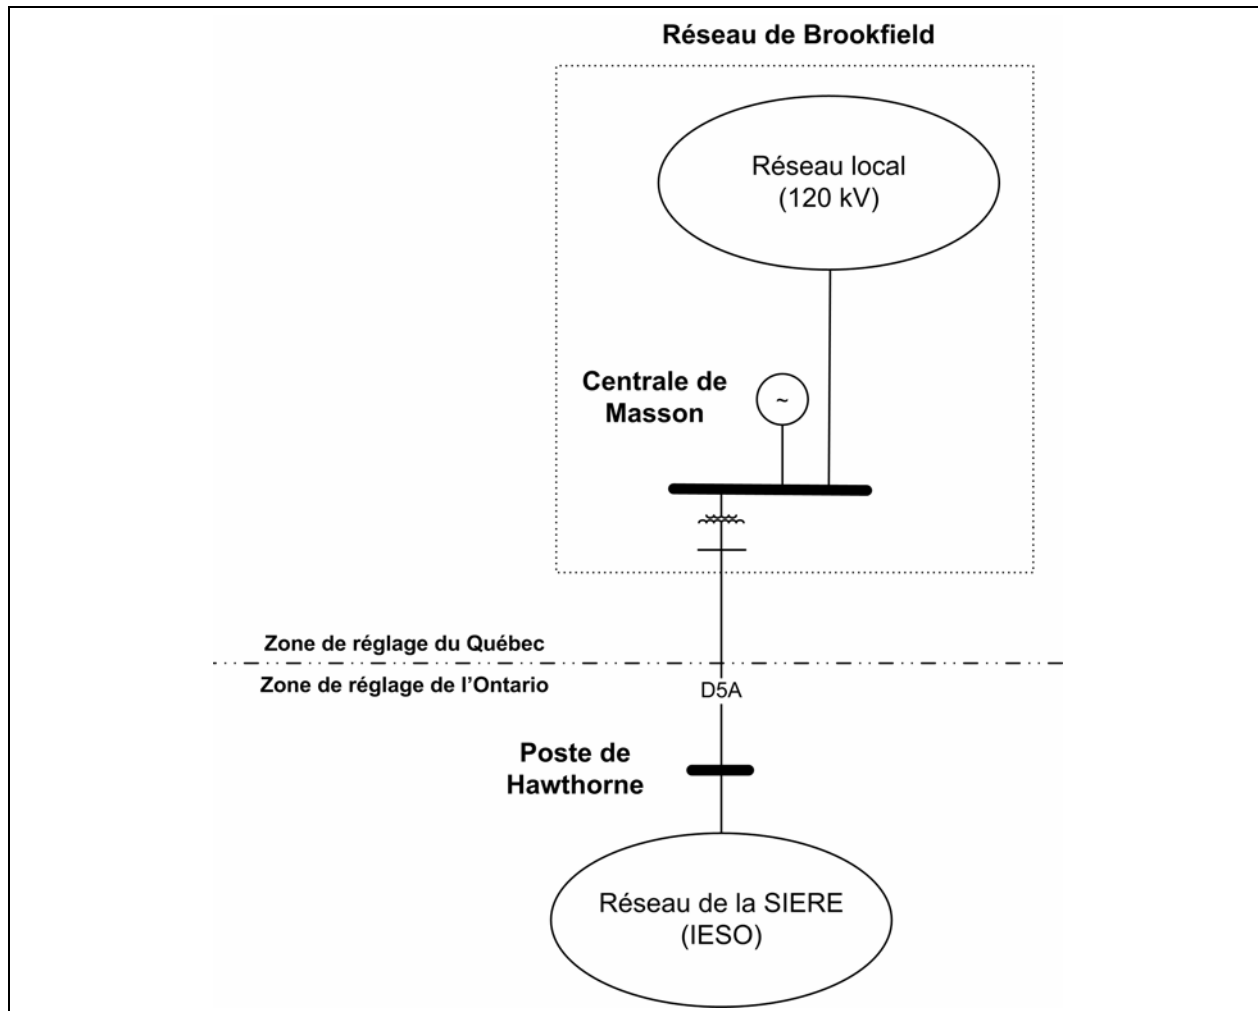 Réseau de Brookfield
Réseau local
(120 kV)
Centrale de
Masson
~
Zone de réglage du Québec
Zone de réglage de l'Ontario
D5A
Poste de
Hawthorne
Réseau de la SIERE
(IESO)